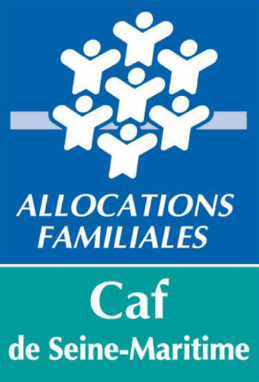 ALLOCATIONS
FAMILIALES
Caf
de Seine-Maritime